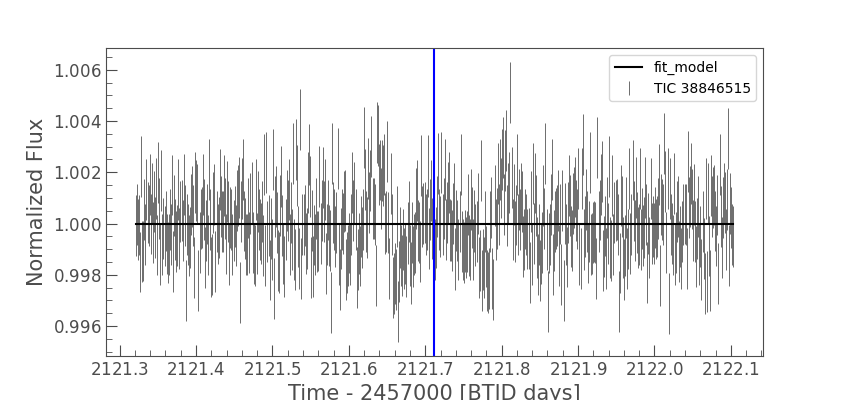 fit_model
TIC 38846515
1.006
1.004
1.002
1.000
0.998
0.996
Normalized Flux
2121.3 2121.4 2121.5 2121.6 2121.7 2121.8 2121.9 2122.0 2122.1
Time - 2457000 [BTJD days]